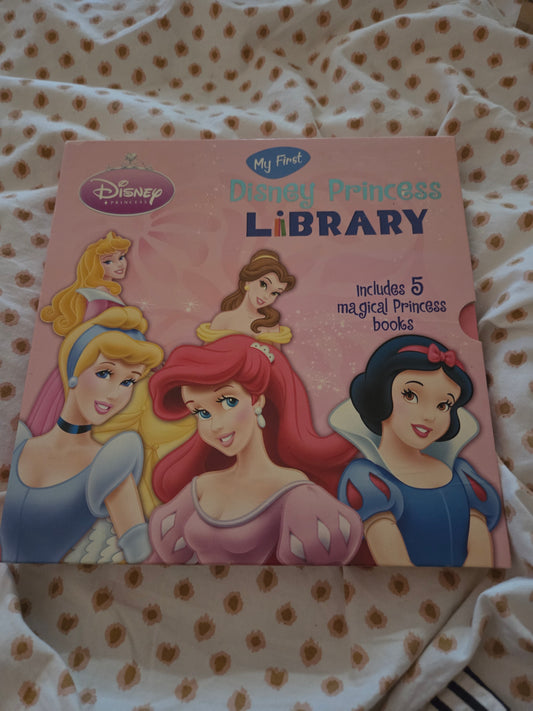 Disney
PRINCESS
My First
Disney Princess
LiBRARY
includes 5
magical Princess
books